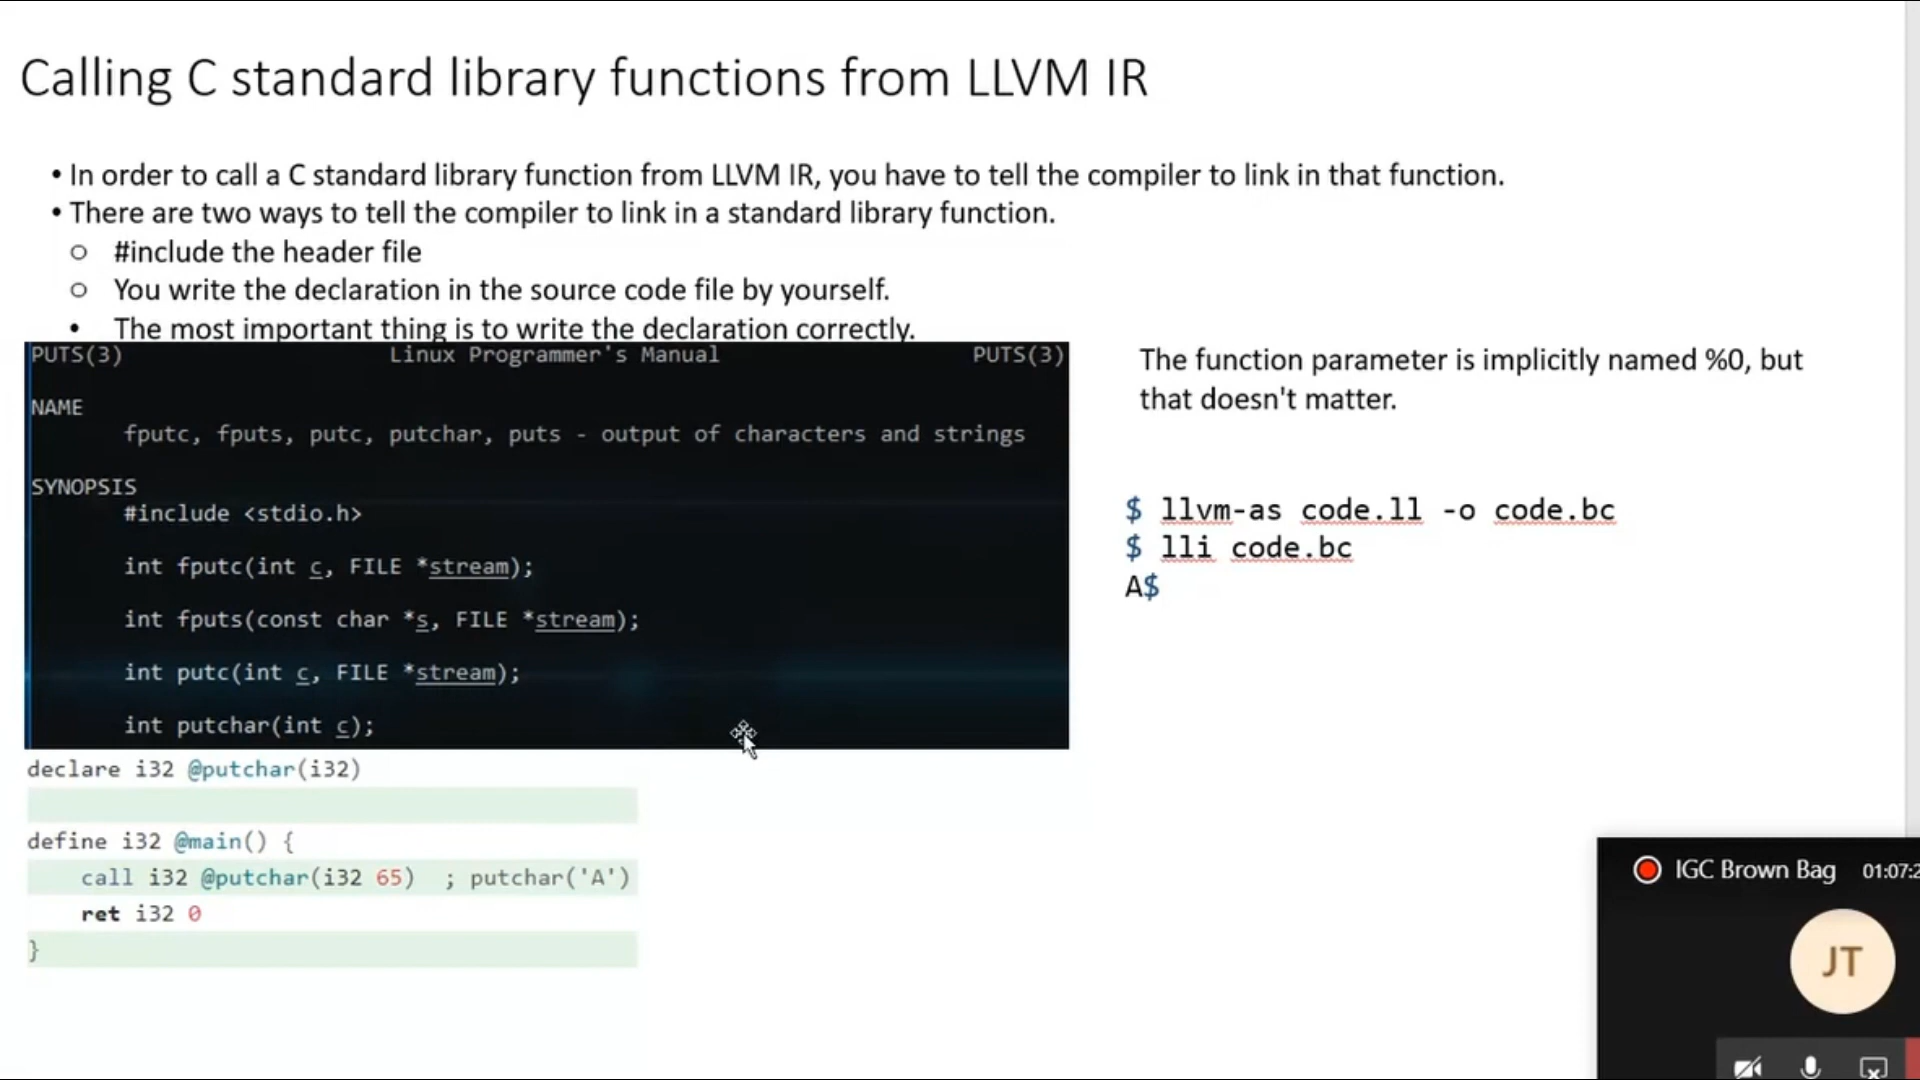 Calling C standard library functions from LLVM IR
• In order to call a C standard library function from LLVM IR, you have to tell the compiler to link in that function.
• There are two ways to tell the compiler to link in a standard library function.
○ #include the header file
○ You write the declaration in the source code file by yourself.
• The most important thing is to write the declaration correctly.
PUTS(3) Linux Programmer's Manual PUTS(3)
NAME
fputc, fputs, putc, putchar, puts - output of characters and strings
SYNOPSIS
#include <stdio.h>
int fputc(int c, FILE *stream);
int fputs(const char *s, FILE *stream);
int putc(int c, FILE *stream);
int putchar(int c);
declare i32 @putchar(i32)
define i32 @main() {
call i32 @putchar(i32 65) ; putchar('A')
ret i32 0
}
The function parameter is implicitly named %0, but
that doesn't matter.
$ llvm-as code.ll -o code.bc
$ lli code.bc
A$
IGC Brown Bag 01:07:2
JT